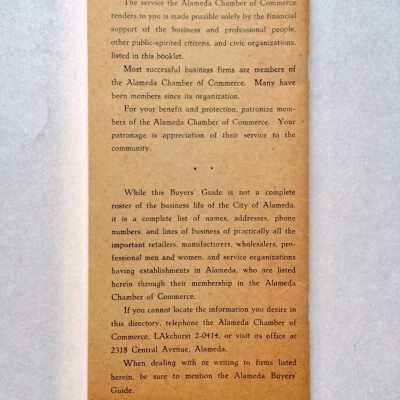 The service the Alameda Chamber of Commerce
tenders to you is made possible solely by the financial
support of the business and professional people,
other public-spirited citizens, and civic organizations,
listed in this booklet.
Most successful business firms are members of
the Alameda Chamber of Commerce. Many have
been members since its organization.
For your benefit and protection, patronize mem-
bers of the Alameda Chamber of Commerce. Your
patronage is appreciation of their service to the
community.
While this Buyers' Guide is not a complete
roster of the business life of the City of Alameda,
it is a complete list of names, addresses, phone
numbers, and lines of business of practically all the
important retailers, manufacturers, wholesalers, pro-
fessional men and women, and service organizations
having establishments in Alameda, who are listed
herein through their membership in the Alameda
Chamber of Commerce.
If you cannot locate the information you desire in
this directory, telephone the Alameda Chamber of
Commerce, LAkehurst 2-0414, or visit its office at
2318 Central Avenue, Alameda.
When dealing with or writing to firms listed
herein, be sure to mention the Alameda Buyers'
Guide.